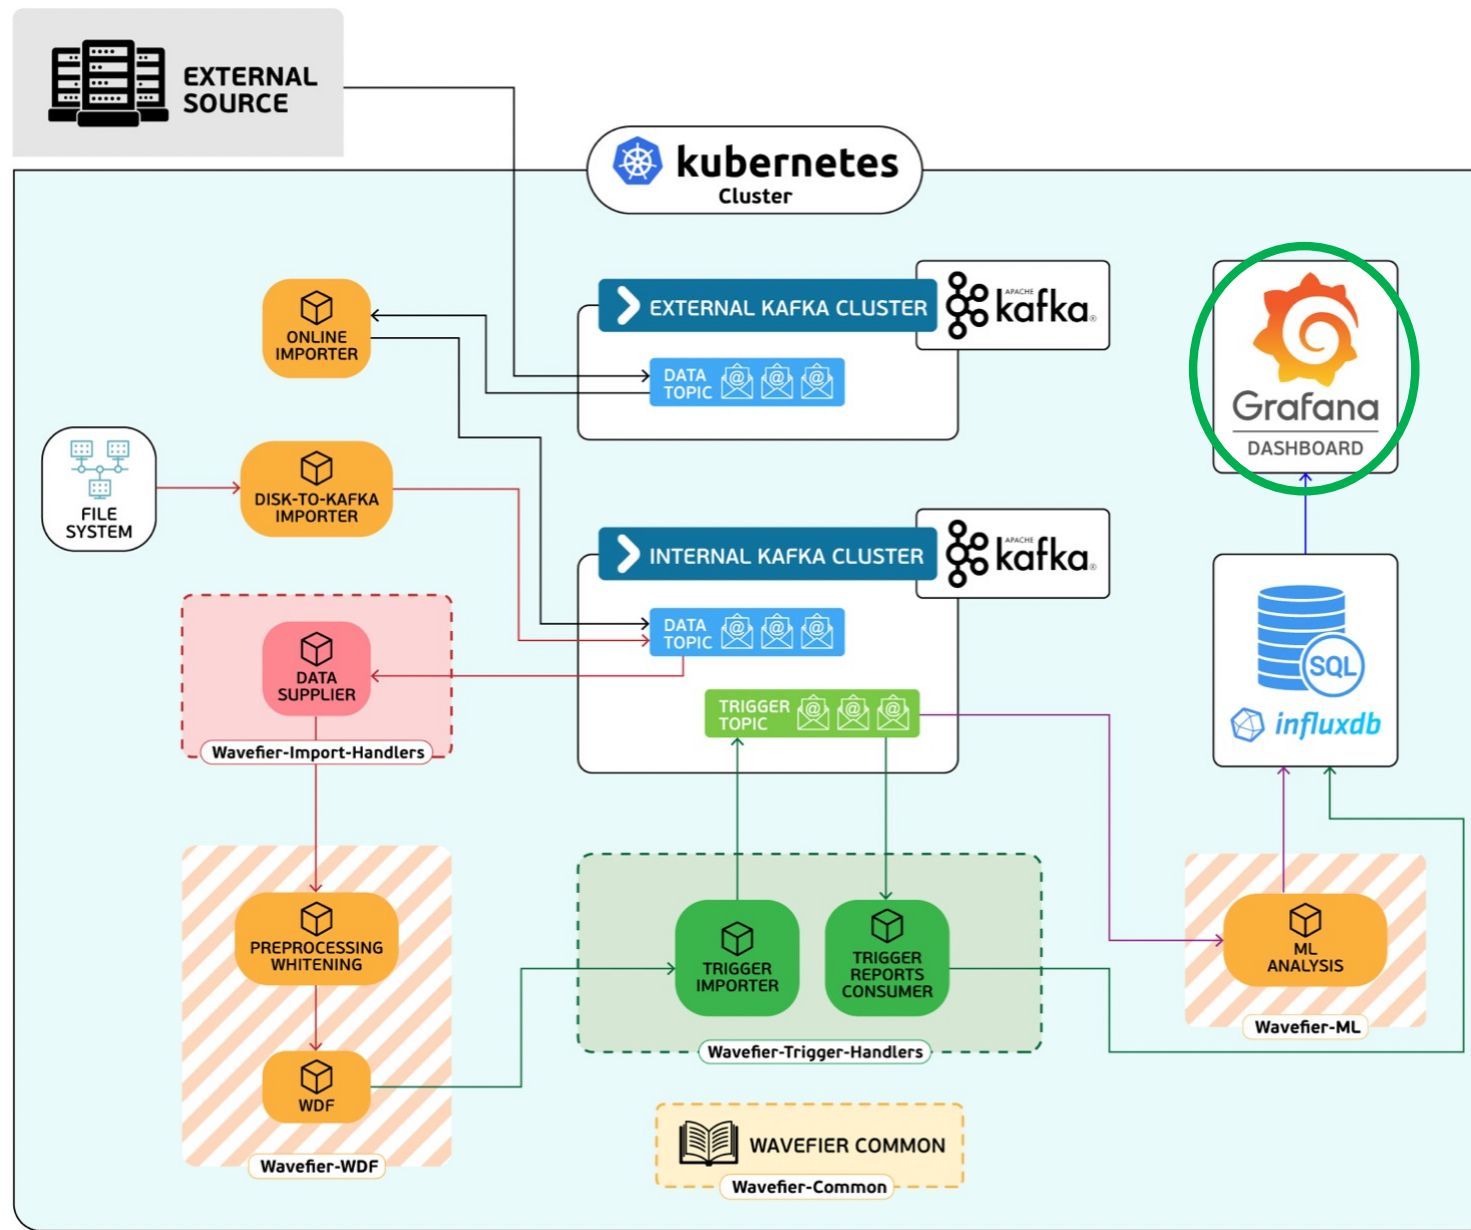 EXTERNAL
SOURCE
kubernetes
Cluster
ONLINE
IMPORTER
EXTERNAL KAFKA CLUSTER
APACHE
kafka®
DATA
TOPIC
Grafana
DASHBOARD
FILE
SYSTEM
DISK-TO-KAFKA
IMPORTER
INTERNAL KAFKA CLUSTER
APACHE
kafka®
DATA
TOPIC
DATA
SUPPLIER
Wavefier-Import-Handlers
TRIGGER
TOPIC
SQL
influxdb
PREPROCESSING
WHITENING
WDF
Wavefier-WDF
TRIGGER
IMPORTER
TRIGGER
REPORTS
CONSUMER
Wavefier-Trigger-Handlers
ML
ANALYSIS
Wavefier-ML
WAVEFIER COMMON
Wavefier-Common